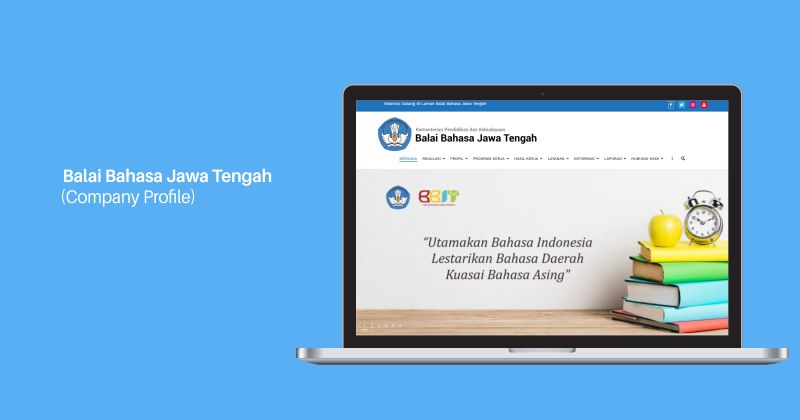 Balai Bahasa Jawa Tengah
(Company Profile)
Selamat Datang di Laman Balai Bahasa Jawa Tengah
Kementerian Pendidikan dan Kebudayaan
Balai Bahasa Jawa Tengah
BERANDA REGULASI PROFIL PROGRAM KERJA HASIL KERJA LAYANAN INFORMASI LAPORAN HUBUNGI KAMI
“Utamakan Bahasa Indonesia
Lestarikan Bahasa Daerah
Kuasai Bahasa Asing”